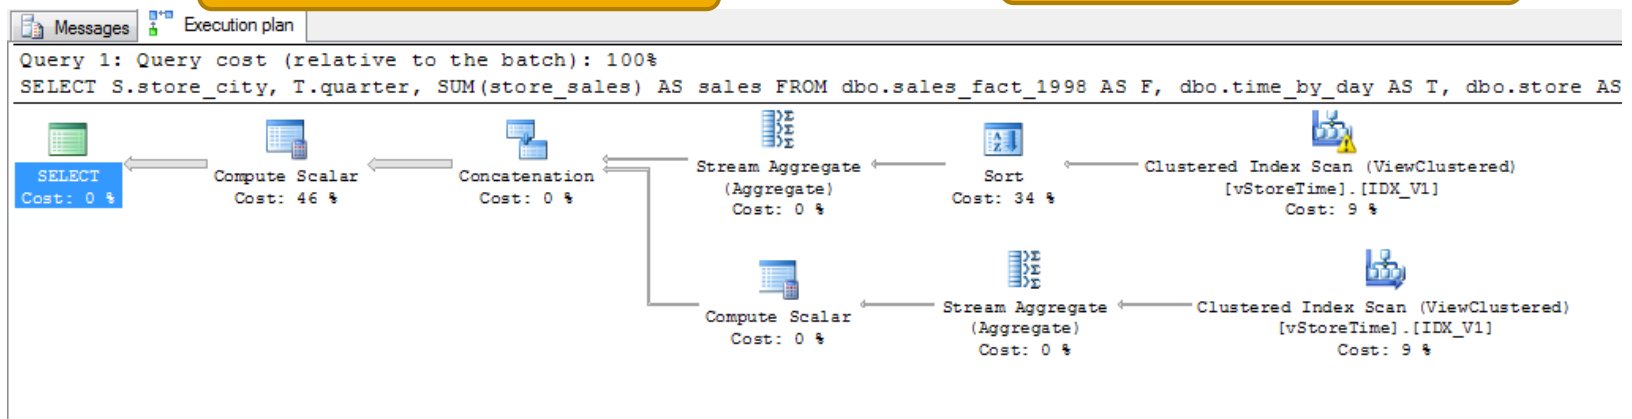 Messages
Execution plan
Query 1: Query cost (relative to the batch): 100%
SELECT S.store_city, T.quarter, SUM(store_sales) AS sales FROM dbo.sales_fact_1998 AS F, dbo.time_by_day AS T, dbo.store AS
SELECT
Cost: 0 %
Compute Scalar
Cost: 46 %
Concatenation
Cost: 0 %
Stream Aggregate
(Aggregate)
Cost: 0 %
Sort
Cost: 34 %
Clustered Index Scan (ViewClustered)
[vStoreTime].[IDX_V1]
Cost: 9 %
Compute Scalar
Cost: 0 %
Stream Aggregate
(Aggregate)
Cost: 0 %
Clustered Index Scan (ViewClustered)
[vStoreTime].[IDX_V1]
Cost: 9 %